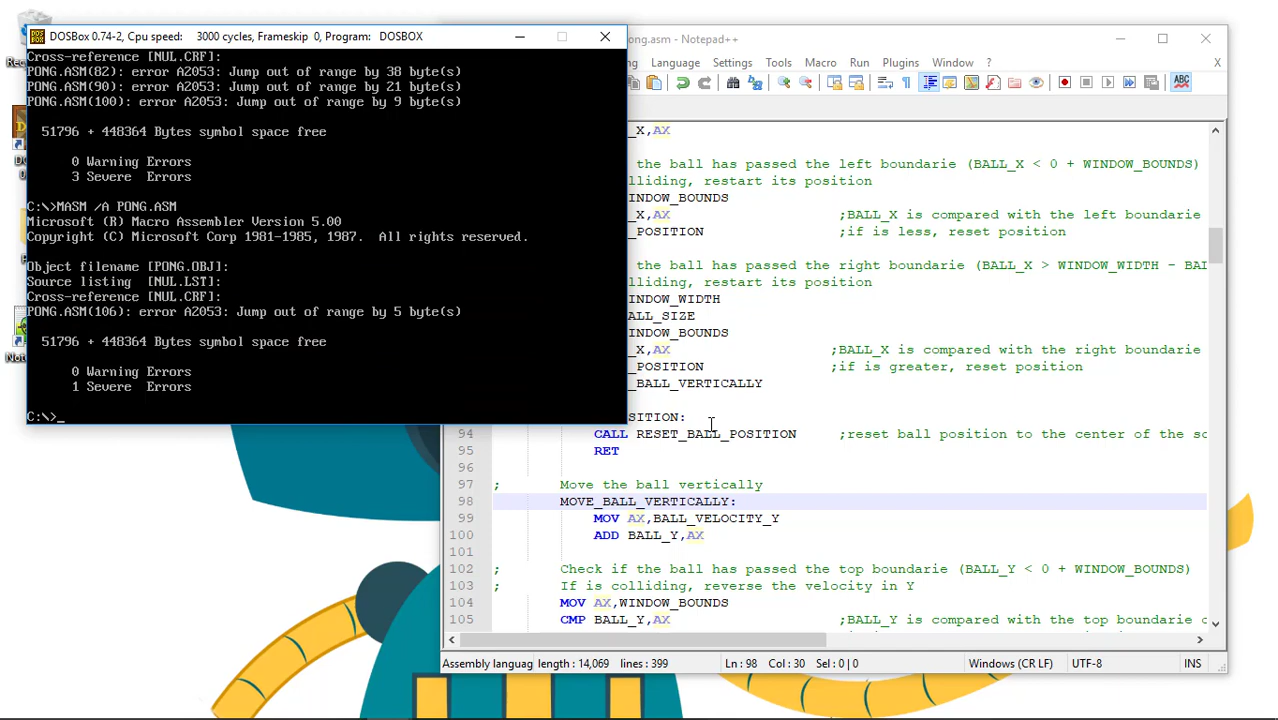 DOSBox 0.74-2, Cpu speed: 3000 cycles, Frameskip 0, Program: DOSBOX
Cross-reference [NUL.CRF]:
PONG.ASM(82): error A2053: Jump out of range by 38 byte(s)
PONG.ASM(90): error A2053: Jump out of range by 21 byte(s)
PONG.ASM(100): error A2053: Jump out of range by 9 byte(s)
51796 + 448364 Bytes symbol space free
0 Warning Errors
3 Severe Errors
C:\>MASM /A PONG.ASM
Microsoft (R) Macro Assembler Version 5.00
Copyright (C) Microsoft Corp 1981-1985, 1987. All rights reserved.
Object filename [PONG.OBJ]:
Source listing [NUL.LST]:
Cross-reference [NUL.CRF]:
PONG.ASM(106): error A2053: Jump out of range by 5 byte(s)
51796 + 448364 Bytes symbol space free
0 Warning Errors
1 Severe Errors
C:\>_
ong.asm - Notepad++
Language Settings Tools Macro Run Plugins Window ?
ABC
_X,AX
the ball has passed the left boundarie (BALL_X < 0 + WINDOW_BOUNDS)
lliding, restart its position
INDOW_BOUNDS
_X,AX ;BALL_X is compared with the left boundarie
POSITION ;if is less, reset position
the ball has passed the right boundarie (BALL_X > WINDOW_WIDTH - BAL
lliding, restart its position
INDOW_WIDTH
ALL_SIZE
INDOW_BOUNDS
_X,AX ;BALL_X is compared with the right boundarie
POSITION ;if is greater, reset position
_BALL_VERTICALLY
SITION:
94 CALL RESET_BALL_POSITION ;reset ball position to the center of the sc
95 RET
96
97 ; Move the ball vertically
98 MOVE_BALL_VERTICALLY:
99 MOV AX,BALL_VELOCITY_Y
100 ADD BALL_Y,AX
101
102 ; Check if the ball has passed the top boundarie (BALL_Y < 0 + WINDOW_BOUNDS)
103 ; If is colliding, reverse the velocity in Y
104 MOV AX,WINDOW_BOUNDS
105 CMP BALL_Y,AX ;BALL_Y is compared with the top boundarie
Assembly languag length : 14,069 lines : 399 Ln : 98 Col : 30 Sel : 0 | 0 Windows (CR LF) UTF-8 INS
Rec
DO
0
Not